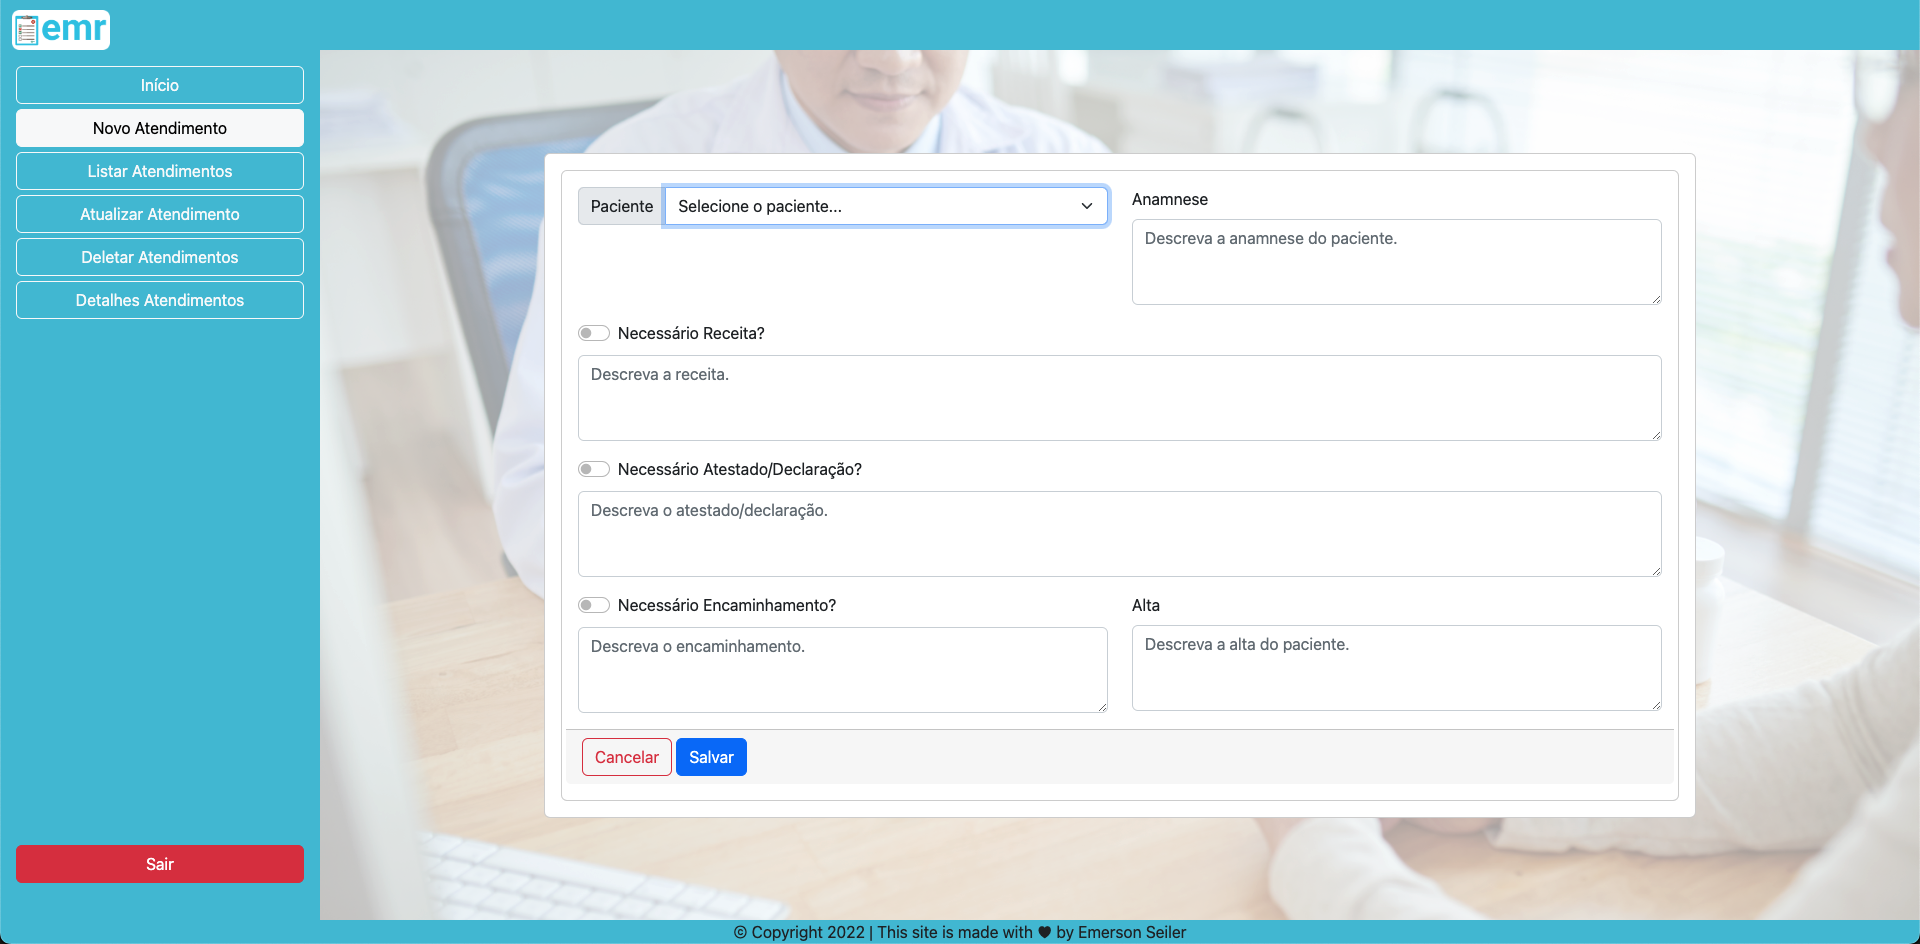 emr
Início
Novo Atendimento
Listar Atendimentos
Atualizar Atendimento
Deletar Atendimentos
Detalhes Atendimentos
Sair
Paciente Selecione o paciente...
Anamnese
Descreva a anamnese do paciente.
Necessário Receita?
Descreva a receita.
Necessário Atestado/Declaração?
Descreva o atestado/declaração.
Necessário Encaminhamento?
Descreva o encaminhamento.
Alta
Descreva a alta do paciente.
Cancelar Salvar
© Copyright 2022 | This site is made with ♥ by Emerson Seiler